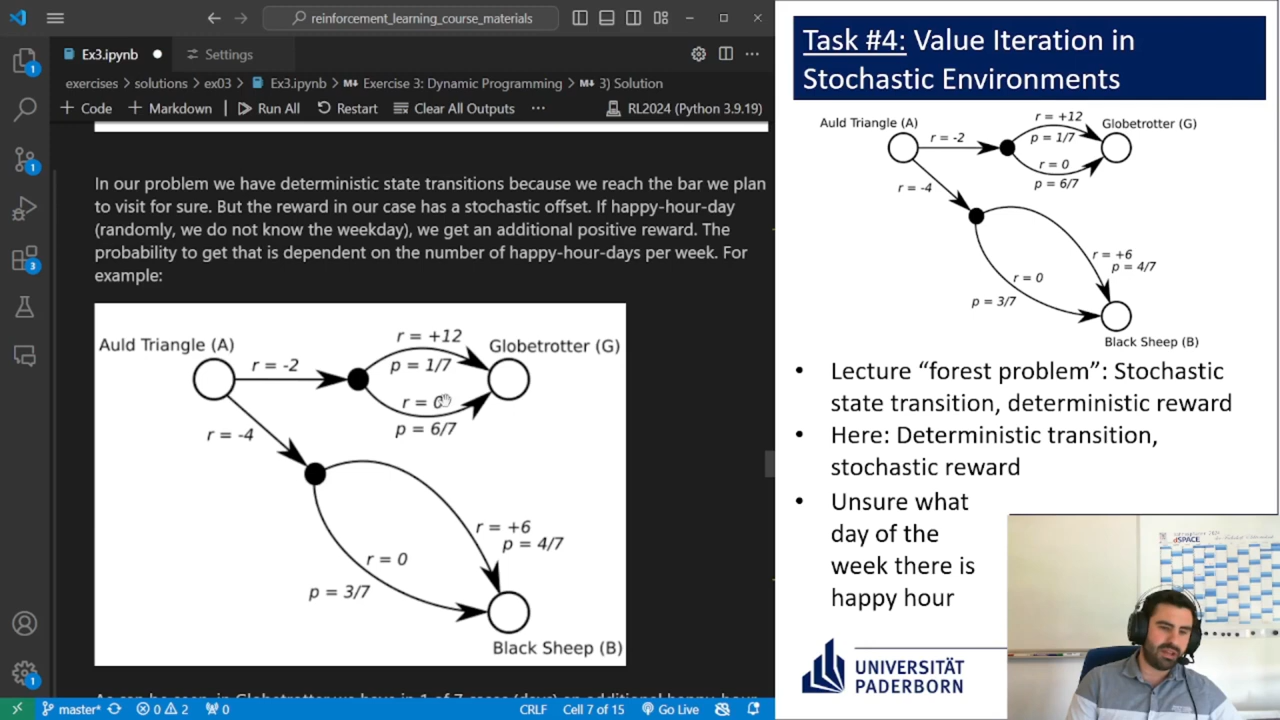 reinforcement_learning_course_materials
Ex3.ipynb
Settings
exercises > solutions > ex03 > Ex3.ipynb > Exercise 3: Dynamic Programming > 3) Solution
+ Code + Markdown Run All Restart Clear All Outputs ... RL2024 (Python 3.9.19)
In our problem we have deterministic state transitions because we reach the bar we plan
to visit for sure. But the reward in our case has a stochastic offset. If happy-hour-day
(randomly, we do not know the weekday), we get an additional positive reward. The
probability to get that is dependent on the number of happy-hour-days per week. For
example:
Auld Triangle (A)
r = -2
r = +12
p = 1/7
r = 0
p = 6/7
Globetrotter (G)
r = -4
r = +6
p = 4/7
r = 0
p = 3/7
Black Sheep (B)
1
3
1
master* 0 2 0 CRLF Cell 7 of 15 Go Live
Task #4: Value Iteration in
Stochastic Environments
Auld Triangle (A)
r = -2
r = +12
p = 1/7
r = 0
p = 6/7
Globetrotter (G)
r = -4
r = +6
p = 4/7
r = 0
p = 3/7
Black Sheep (B)
• Lecture “forest problem”: Stochastic
state transition, deterministic reward
• Here: Deterministic transition,
stochastic reward
• Unsure what
day of the
week there is
happy hour
dSPACE
UNIVERSITÄT
PADERBORN